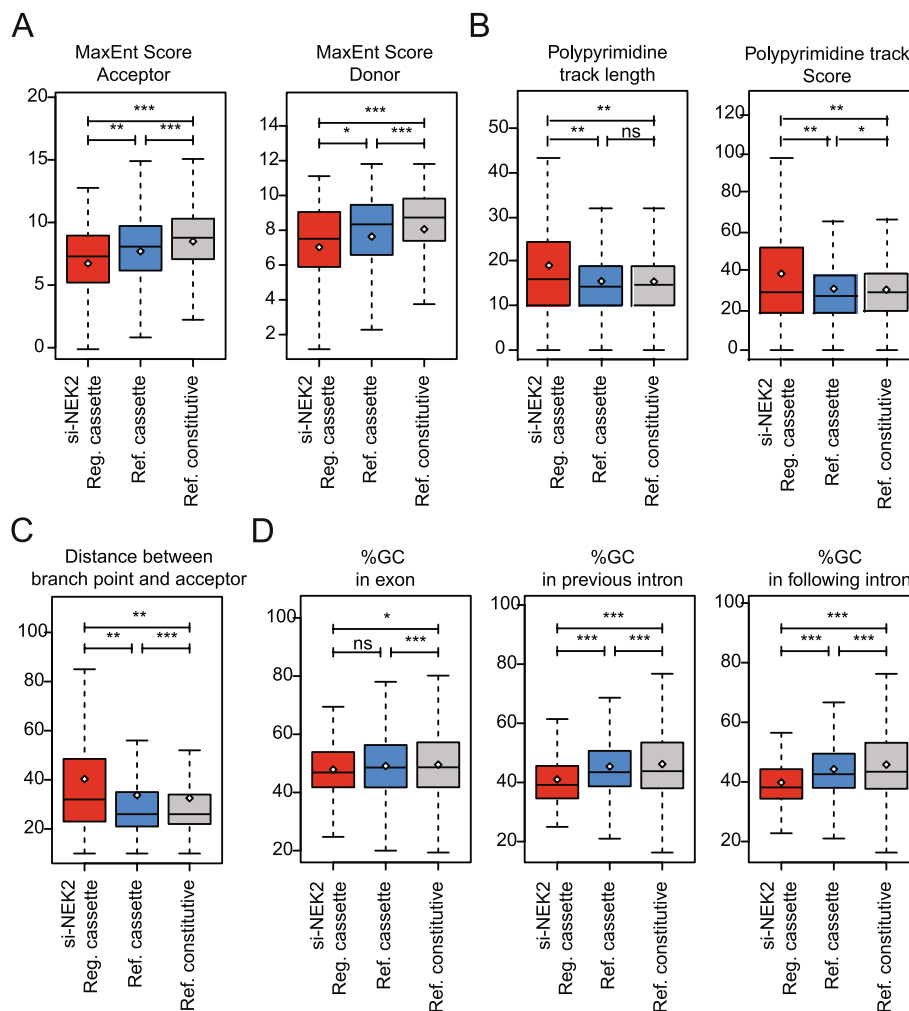 A
MaxEnt Score
Acceptor
20
15
10
5
0
***
**
***
si-NEK2
Reg. cassette
Ref. cassette
Ref. constitutive
MaxEnt Score
Donor
14
12
10
8
6
4
2
***
*
***
si-NEK2
Reg. cassette
Ref. cassette
Ref. constitutive
B
Polypyrimidine
track length
50
40
30
20
10
0
**
**
ns
si-NEK2
Reg. cassette
Ref. cassette
Ref. constitutive
Polypyrimidine track
Score
120
100
80
60
40
20
0
**
**
*
si-NEK2
Reg. cassette
Ref. cassette
Ref. constitutive
C
Distance between
branch point and acceptor
100
80
60
40
20
**
**
***
si-NEK2
Reg. cassette
Ref. cassette
Ref. constitutive
D
%GC
in exon
100
80
60
40
20
*
ns
***
si-NEK2
Reg. cassette
Ref. cassette
Ref. constitutive
%GC
in previous intron
100
80
60
40
20
***
***
***
si-NEK2
Reg. cassette
Ref. cassette
Ref. constitutive
%GC
in following intron
100
80
60
40
20
***
***
***
si-NEK2
Reg. cassette
Ref. cassette
Ref. constitutive